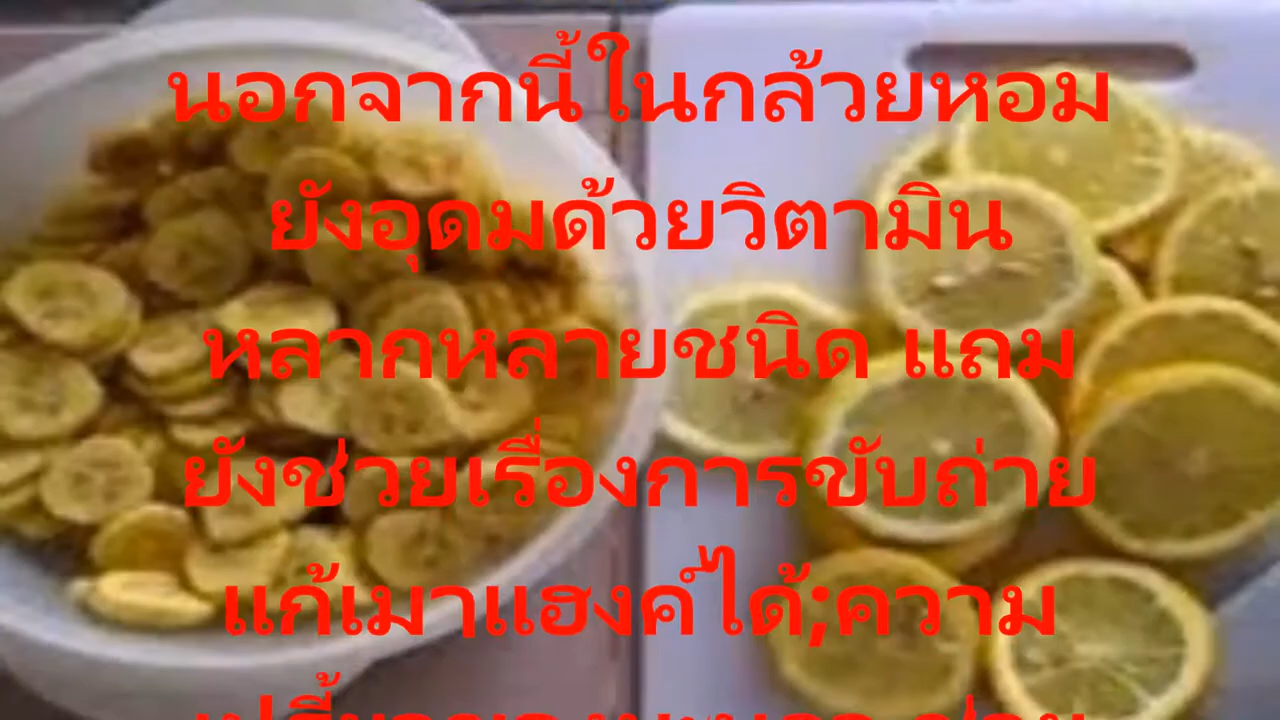 นอกจากนี้ในกล้วยหอม
ยังอุดมด้วยวิตามิน
หลากหลายชนิด แถม
ยังช่วยเรื่องการขับถ่าย
แก้เมาแฮงค์ได้;ความ